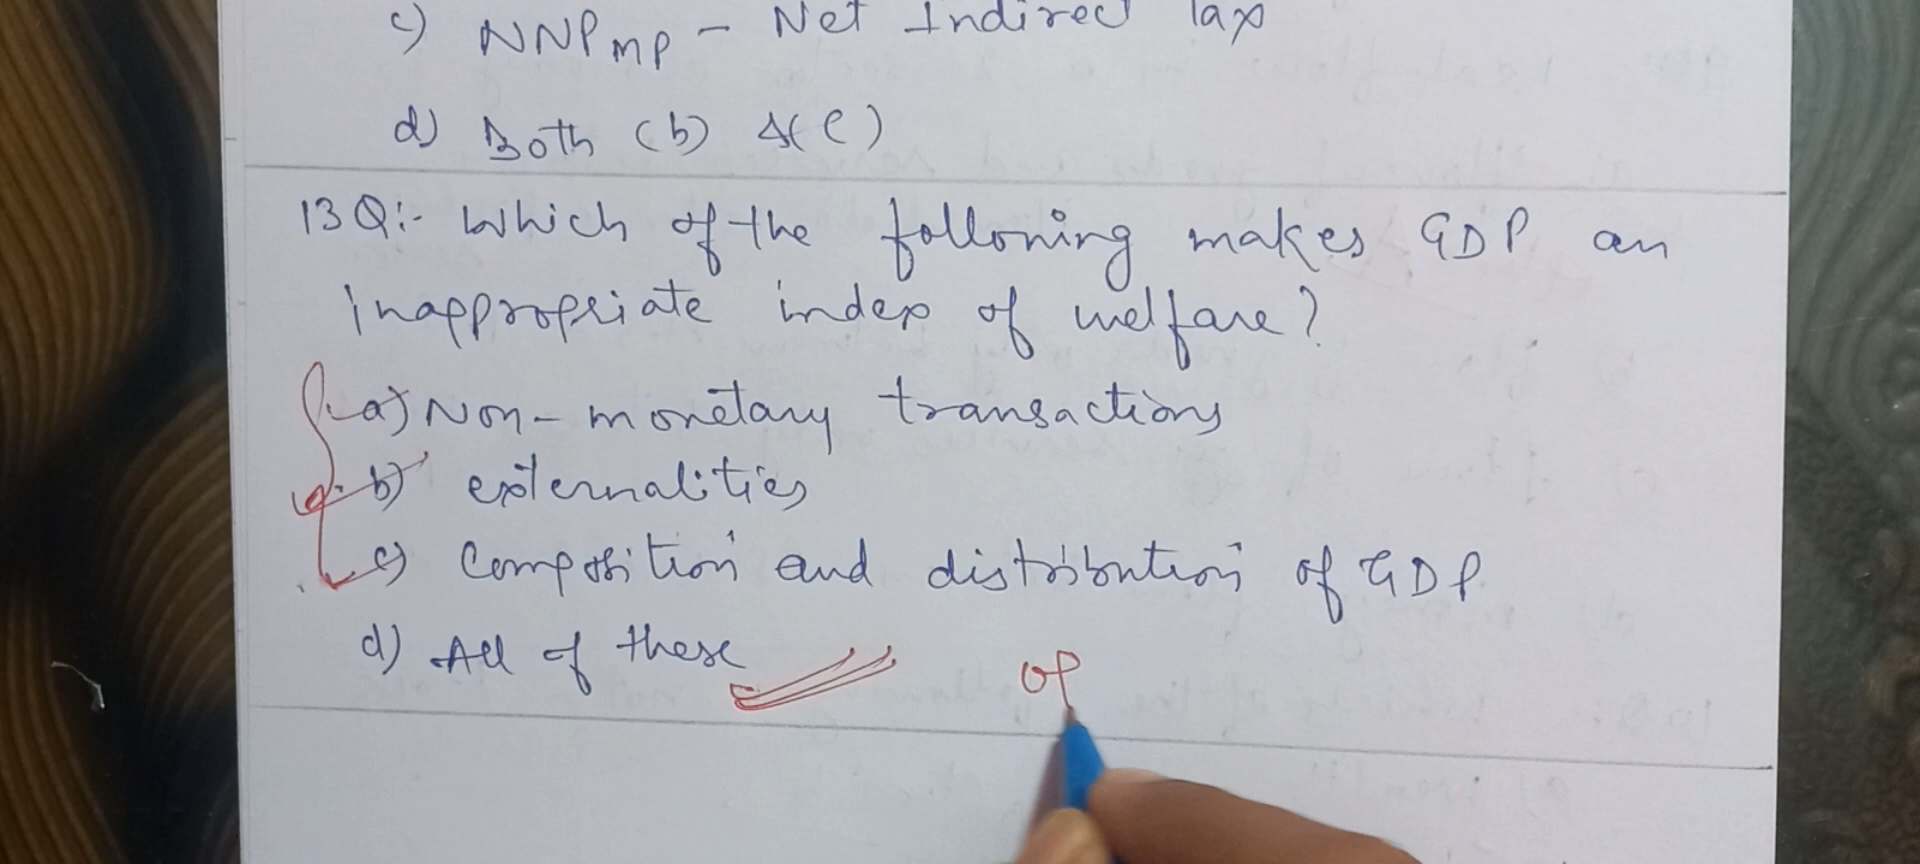 c) NNPMP - Net Indirect Tax
d) Both (b) & (c)
13Q:- Which of the following makes GDP an
inappropriate index of welfare?
a) Non-monetary transactions
b) externalities
c) Composition and distribution of GDP
d) All of these
op